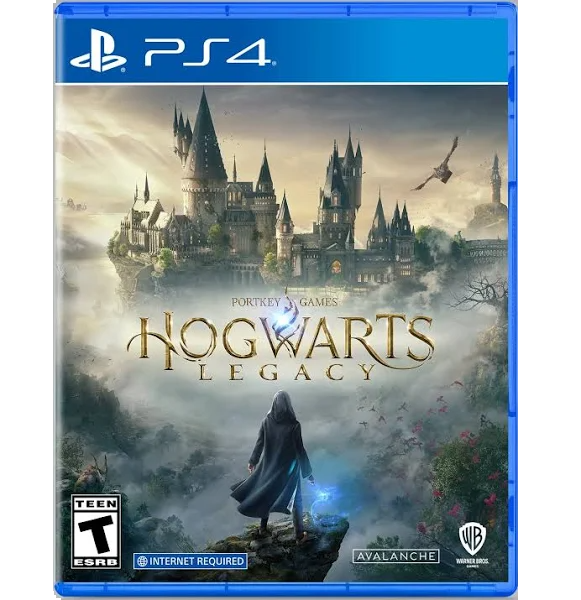 PS4
PORTKEY GAMES
HOGWARTS
LEGACY
TEEN
T
ESRB
INTERNET REQUIRED
AVALANCHE
WB
WARNER BROS.
GAMES